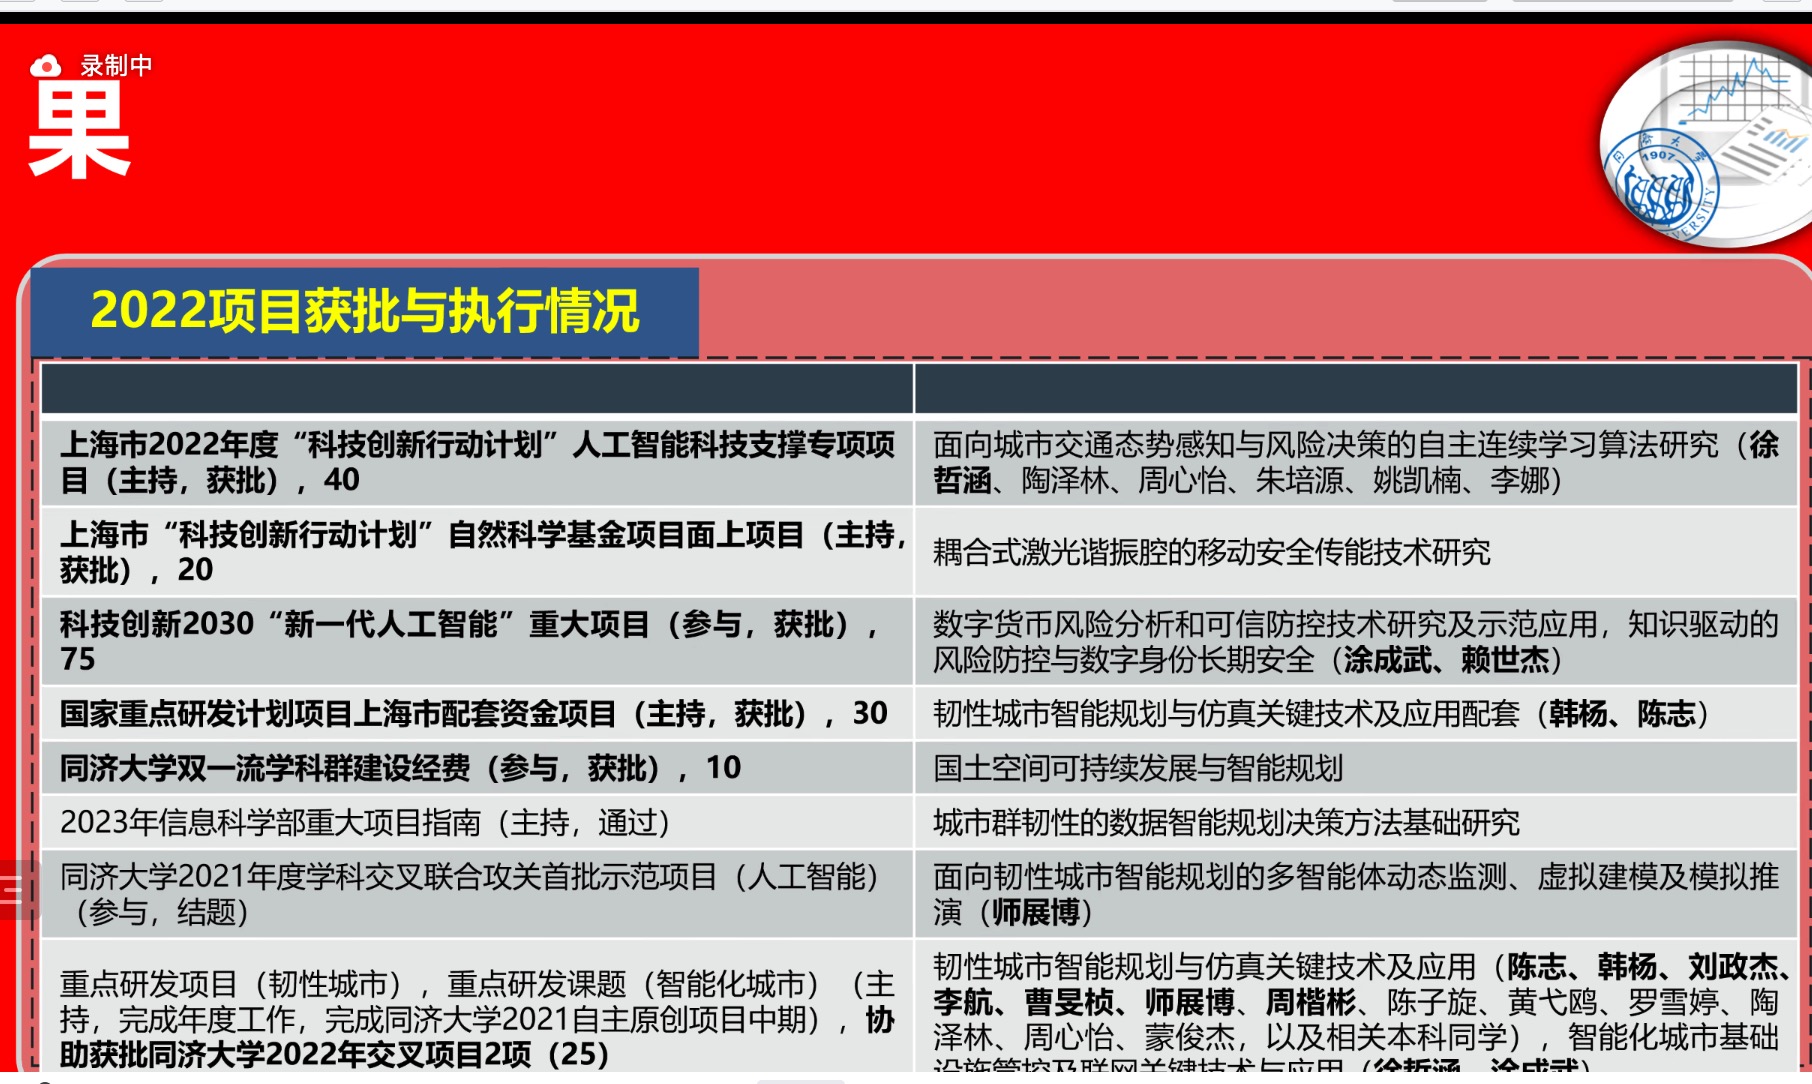 录制中
果
同济大学
1907
VERSITY
2022项目获批与执行情况
上海市2022年度“科技创新行动计划”人工智能科技支撑专项项
目（主持，获批），40
面向城市交通态势感知与风险决策的自主连续学习算法研究（徐
哲涵、陶泽林、周心怡、朱培源、姚凯楠、李娜）
上海市“科技创新行动计划”自然科学基金项目面上项目（主持，
获批），20
耦合式激光谐振腔的移动安全传能技术研究
科技创新2030“新一代人工智能”重大项目（参与，获批），
75
数字货币风险分析和可信防控技术研究及示范应用，知识驱动的
风险防控与数字身份长期安全（涂成武、赖世杰）
国家重点研发计划项目上海市配套资金项目（主持，获批），30
韧性城市智能规划与仿真关键技术及应用配套（韩杨、陈志）
同济大学双一流学科群建设经费（参与，获批），10
国土空间可持续发展与智能规划
2023年信息科学部重大项目指南（主持，通过）
城市群韧性的数据智能规划决策方法基础研究
同济大学2021年度学科交叉联合攻关首批示范项目（人工智能）
（参与，结题）
面向韧性城市智能规划的多智能体动态监测、虚拟建模及模拟推
演（师展博）
重点研发项目（韧性城市），重点研发课题（智能化城市）（主
持，完成年度工作，完成同济大学2021自主原创项目中期），协
助获批同济大学2022年交叉项目2项（25）
韧性城市智能规划与仿真关键技术及应用（陈志、韩杨、刘政杰、
李航、曹旻桢、师展博、周楷彬、陈子旋、黄弋鸥、罗雪婷、陶
泽林、周心怡、蒙俊杰，以及相关本科同学），智能化城市基础
设施管控及联网关键技术与应用（徐哲涵、涂成武）